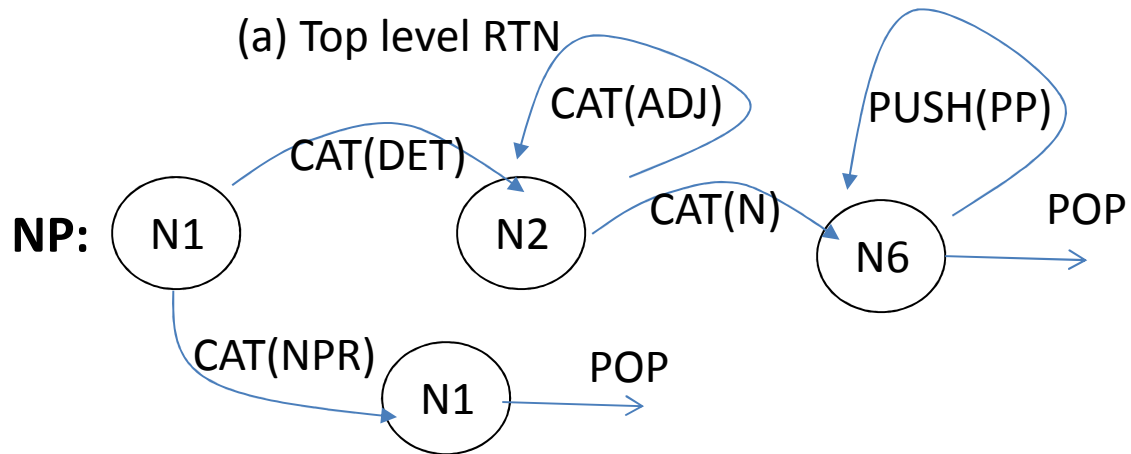 (a) Top level RTN
CAT(ADJ)
PUSH(PP)
CAT(DET)
CAT(N)
POP
NP:
N1
N2
N6
CAT(NPR)
POP
N1